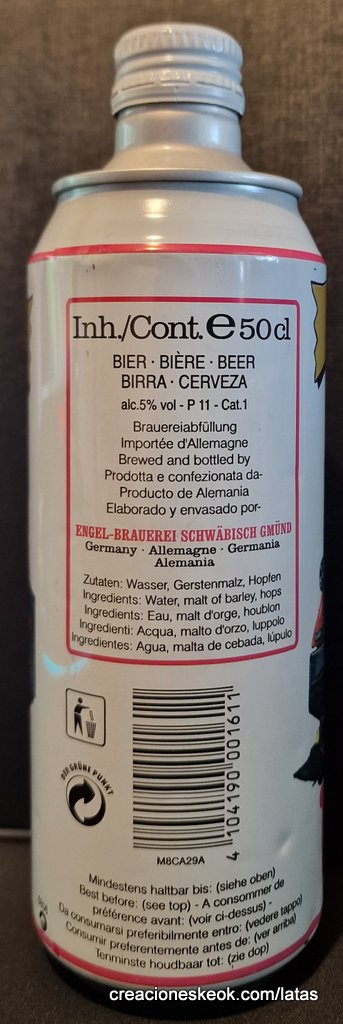 Inh./Cont. e 50 cl
BIER · BIÈRE · BEER
BIRRA · CERVEZA
alc.5% vol - P 11 - Cat.1
Brauereiabfüllung
Importée d'Allemagne
Brewed and bottled by
Prodotta e confezionata da-
Producto de Alemania
Elaborado y envasado por-
ENGEL-BRAUEREI SCHWÄBISCH GMÜND
Germany · Allemagne · Germania
Alemania
Zutaten: Wasser, Gerstenmalz, Hopfen
Ingredients: Water, malt of barley, hops
Ingredients: Eau, malt d'orge, houblon
Ingredienti: Acqua, malto d'orzo, luppolo
Ingredientes: Agua, malta de cebada, lúpulo
DER GRÜNE PUNKT
4 104190 001611
M8CA29A
Mindestens haltbar bis: (siehe oben)
Best before: (see top) - A consommer de
préférence avant: (voir ci-dessus) -
Da consumarsi preferibilmente entro: (vedere tappo)
Consumir preferentemente antes de: (ver arriba)
Tenminste houdbaar tot: (zie dop)
creacioneskeok.com/latas